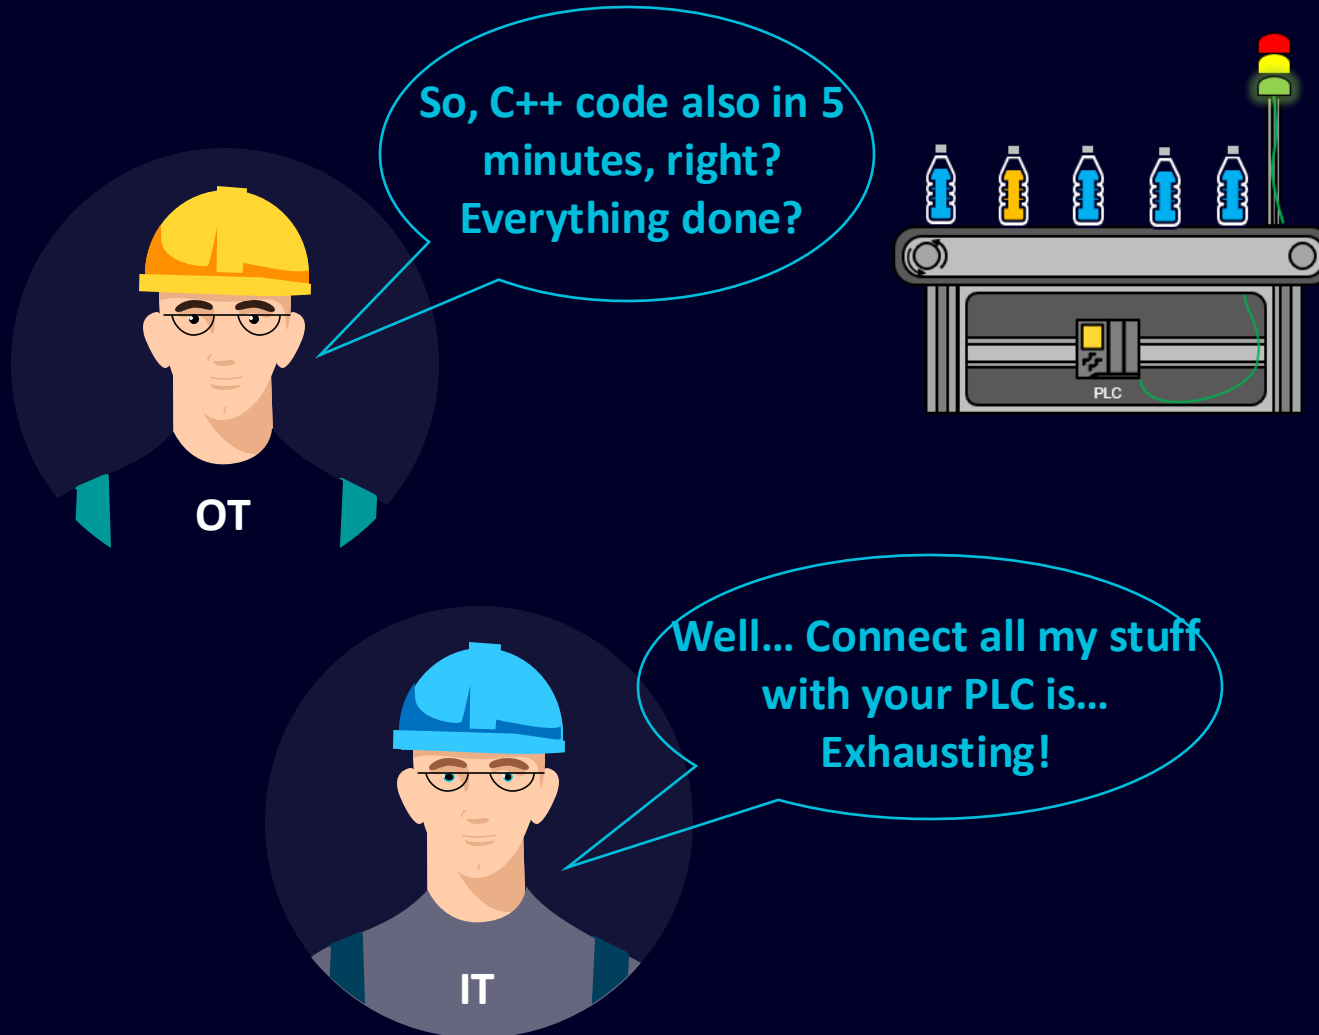 So, C++ code also in 5
minutes, right?
Everything done?
PLC
OT
Well... Connect all my stuff
with your PLC is...
Exhausting!
IT